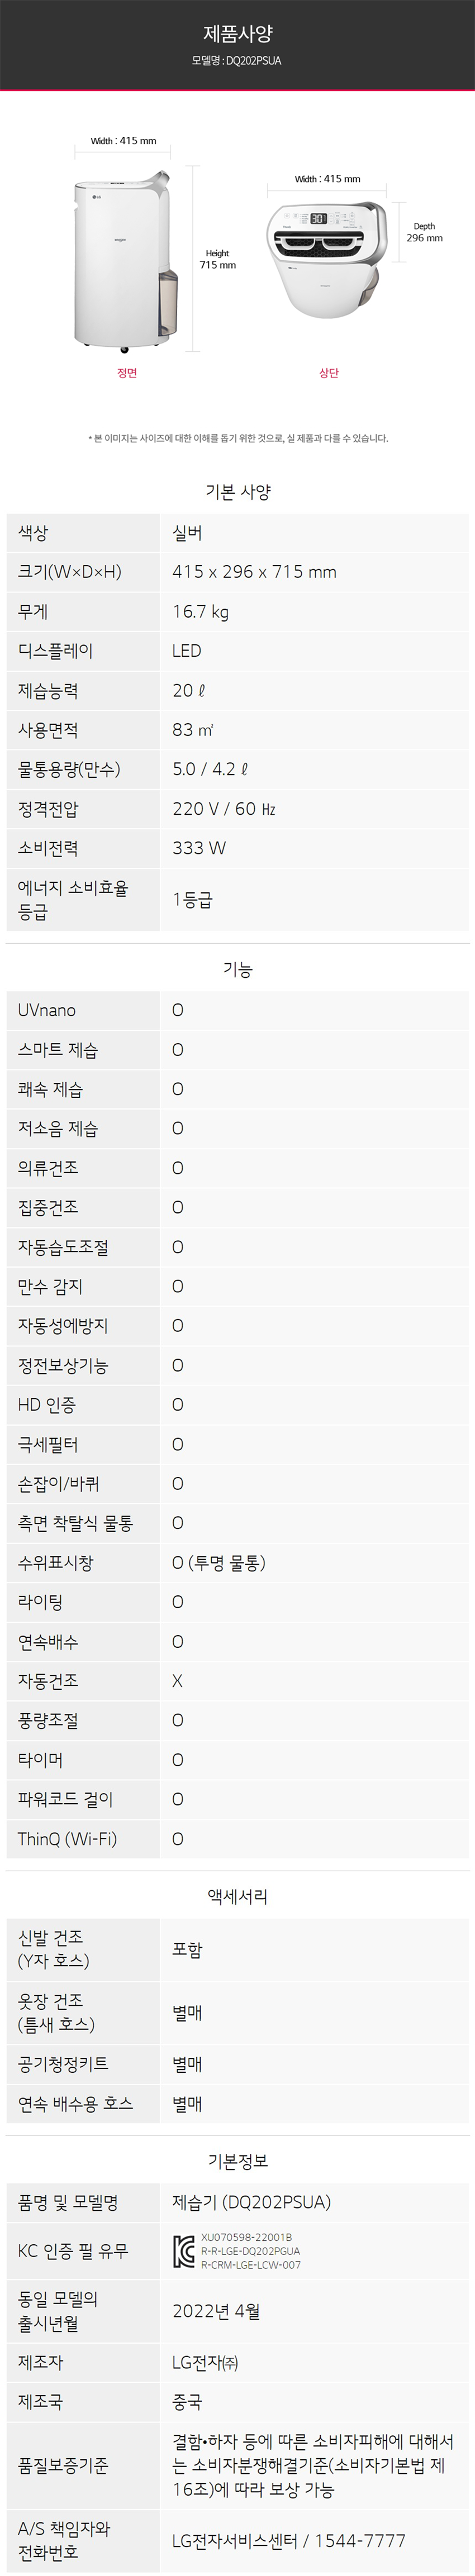 제품사양
모델명 : DQ202PSUA
Width : 415 mm
Height
715 mm
Width : 415 mm
Depth
296 mm
LG
30
정면
상단
* 본 이미지는 사이즈에 대한 이해를 돕기 위한 것으로, 실 제품과 다를 수 있습니다.
기본 사양
색상 실버
크기(W×D×H) 415 x 296 x 715 mm
무게 16.7 kg
디스플레이 LED
제습능력 20 ℓ
사용면적 83 ㎡
물통용량(만수) 5.0 / 4.2 ℓ
정격전압 220 V / 60 ㎐
소비전력 333 W
에너지 소비효율
등급
1등급
기능
UVnano O
스마트 제습 O
쾌속 제습 O
저소음 제습 O
의류건조 O
집중건조 O
자동습도조절 O
만수 감지 O
자동성에방지 O
정전보상기능 O
HD 인증 O
극세필터 O
손잡이/바퀴 O
측면 착탈식 물통 O
수위표시창 O (투명 물통)
라이팅 O
연속배수 O
자동건조 X
풍량조절 O
타이머 O
파워코드 걸이 O
ThinQ (Wi-Fi) O
액세서리
신발 건조
(Y자 호스)
포함
옷장 건조
(틈새 호스)
별매
공기청정키트 별매
연속 배수용 호스 별매
기본정보
품명 및 모델명 제습기 (DQ202PSUA)
KC 인증 필 유무
XU070598-22001B
R-R-LGE-DQ202PGUA
R-CRM-LGE-LCW-007
동일 모델의
출시년월
2022년 4월
제조자 LG전자㈜
제조국 중국
품질보증기준
결함•하자 등에 따른 소비자피해에 대해서
는 소비자분쟁해결기준(소비자기본법 제
16조)에 따라 보상 가능
A/S 책임자와
전화번호
LG전자서비스센터 / 1544-7777